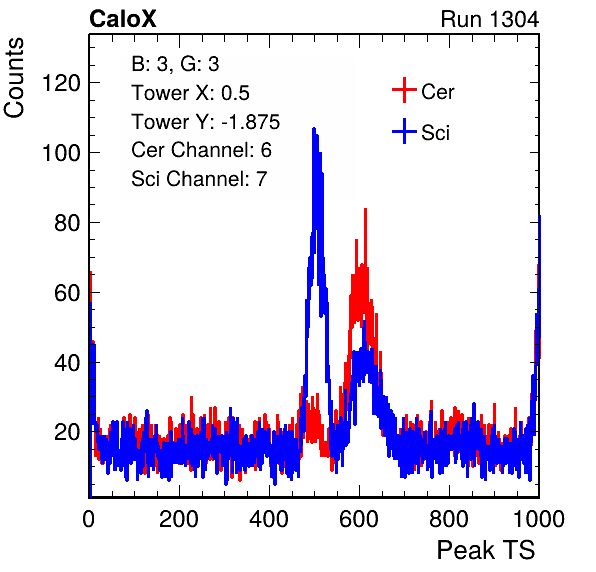 CaloX Run 1304
Counts
B: 3, G: 3
Tower X: 0.5
Tower Y: -1.875
Cer Channel: 6
Sci Channel: 7
Cer
Sci
120
100
80
60
40
20
0 200 400 600 800 1000
Peak TS